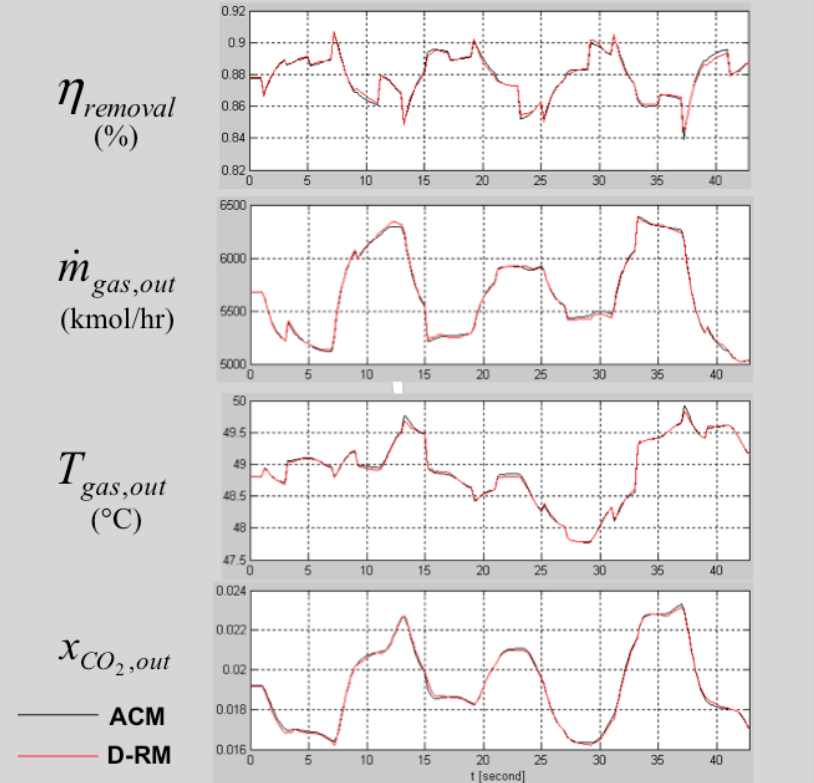 η removal
(%)
0.92
0.9
0.88
0.86
0.84
0.82
0 5 10 15 20 25 30 35 40
ṁ gas,out
(kmol/hr)
6500
6000
5500
5000
0 5 10 15 20 25 30 35 40
T gas,out
(°C)
50
49.5
49
48.5
48
47.5
0 5 10 15 20 25 30 35 40
x CO₂,out
0.024
0.022
0.02
0.018
0.016
0 5 10 15 20 25 30 35 40
t [second]
ACM
D-RM